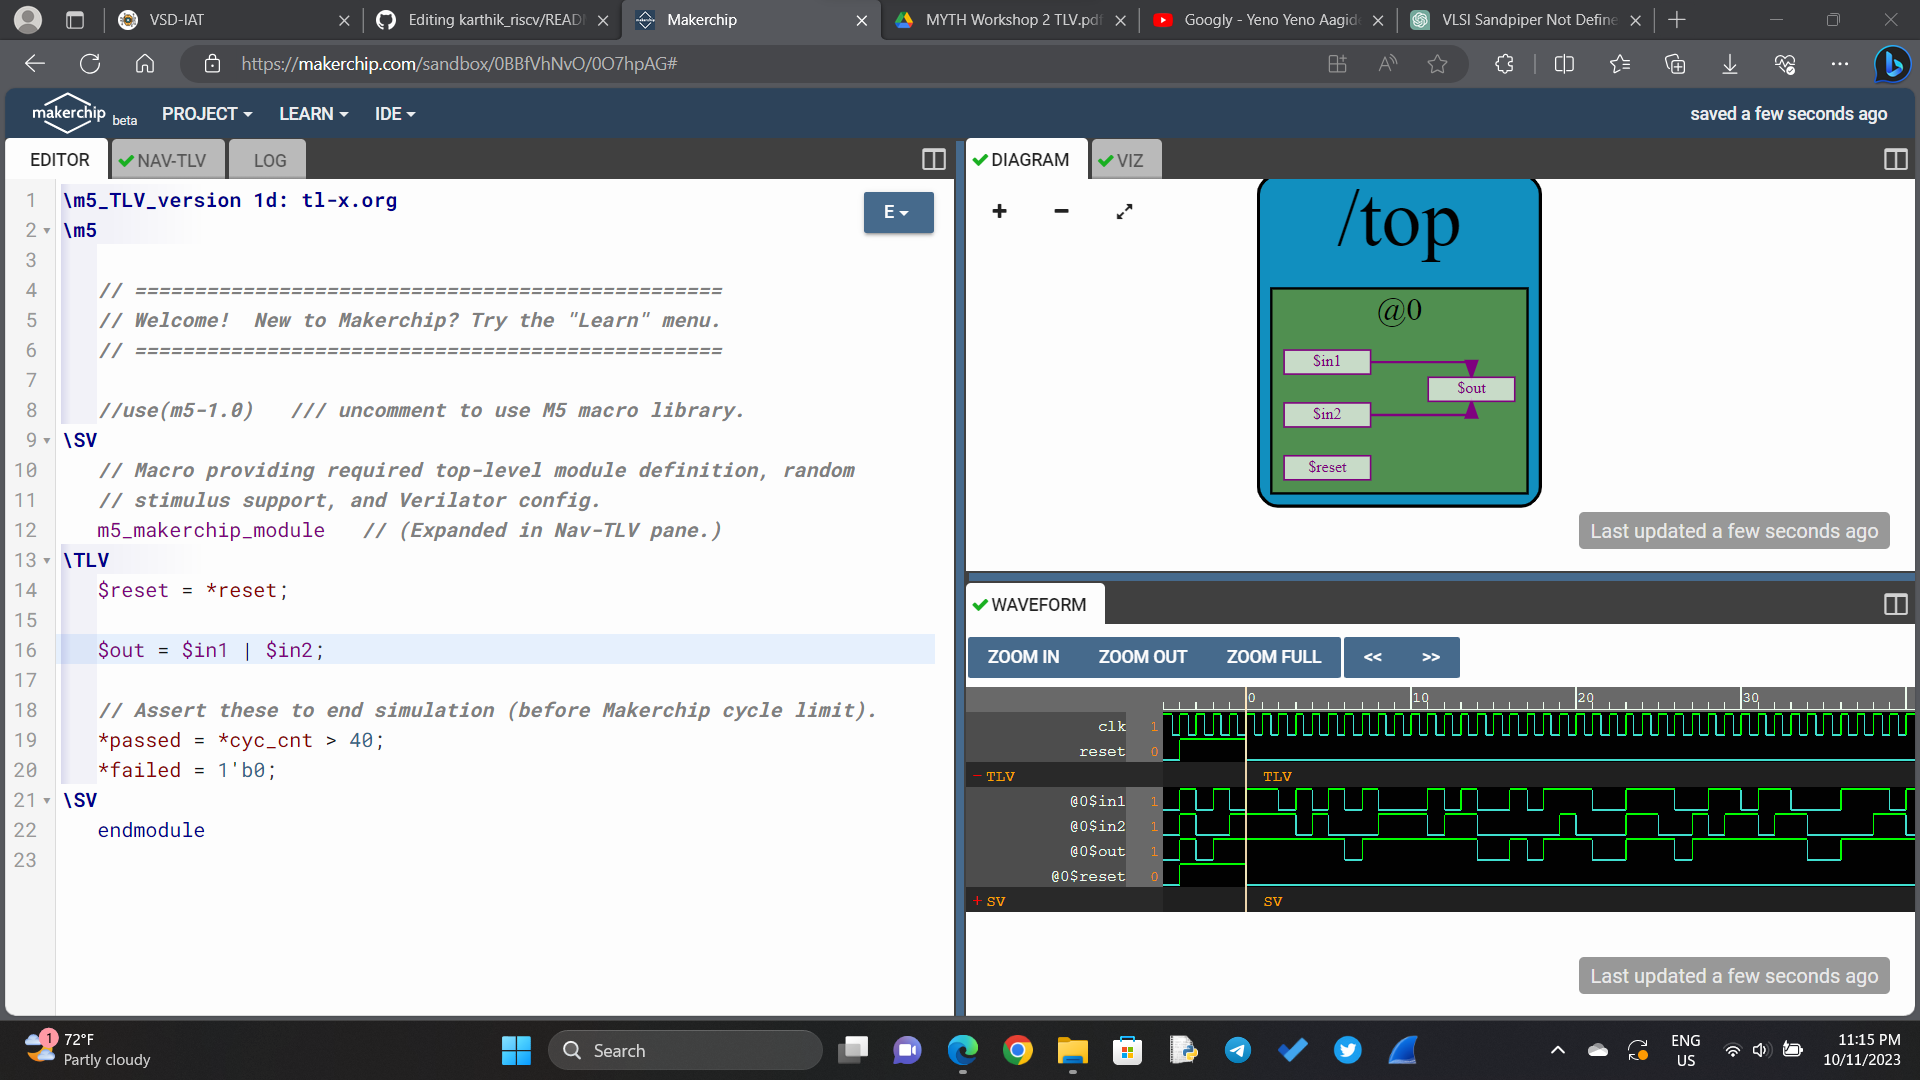 VSD-IAT
Editing karthik_riscv/READ
Makerchip
MYTH Workshop 2 TLV.pdf
Googly - Yeno Yeno Aagide
VLSI Sandpiper Not Define
https://makerchip.com/sandbox/0BBfVhNvO/0O7hpAG#
makerchip beta
PROJECT
LEARN
IDE
saved a few seconds ago
EDITOR
NAV-TLV
LOG
E
1 \m5_TLV_version 1d: tl-x.org
2 \m5
3
4 // =================================================
5 // Welcome!  New to Makerchip? Try the "Learn" menu.
6 // =================================================
7
8 //use(m5-1.0)   /// uncomment to use M5 macro library.
9 \SV
10 // Macro providing required top-level module definition, random
11 // stimulus support, and Verilator config.
12 m5_makerchip_module   // (Expanded in Nav-TLV pane.)
13 \TLV
14 $reset = *reset;
15
16 $out = $in1 | $in2;
17
18 // Assert these to end simulation (before Makerchip cycle limit).
19 *passed = *cyc_cnt > 40;
20 *failed = 1'b0;
21 \SV
22 endmodule
23
DIAGRAM
VIZ
/top
@0
$in1
$out
$in2
$reset
Last updated a few seconds ago
WAVEFORM
ZOOM IN
ZOOM OUT
ZOOM FULL
<<
>>
0 10 20 30
clk 1
reset 0
- TLV TLV
@0$in1 1
@0$in2 1
@0$out 1
@0$reset 0
+ SV SV
Last updated a few seconds ago
1
72°F
Partly cloudy
Search
ENG
US
11:15 PM
10/11/2023